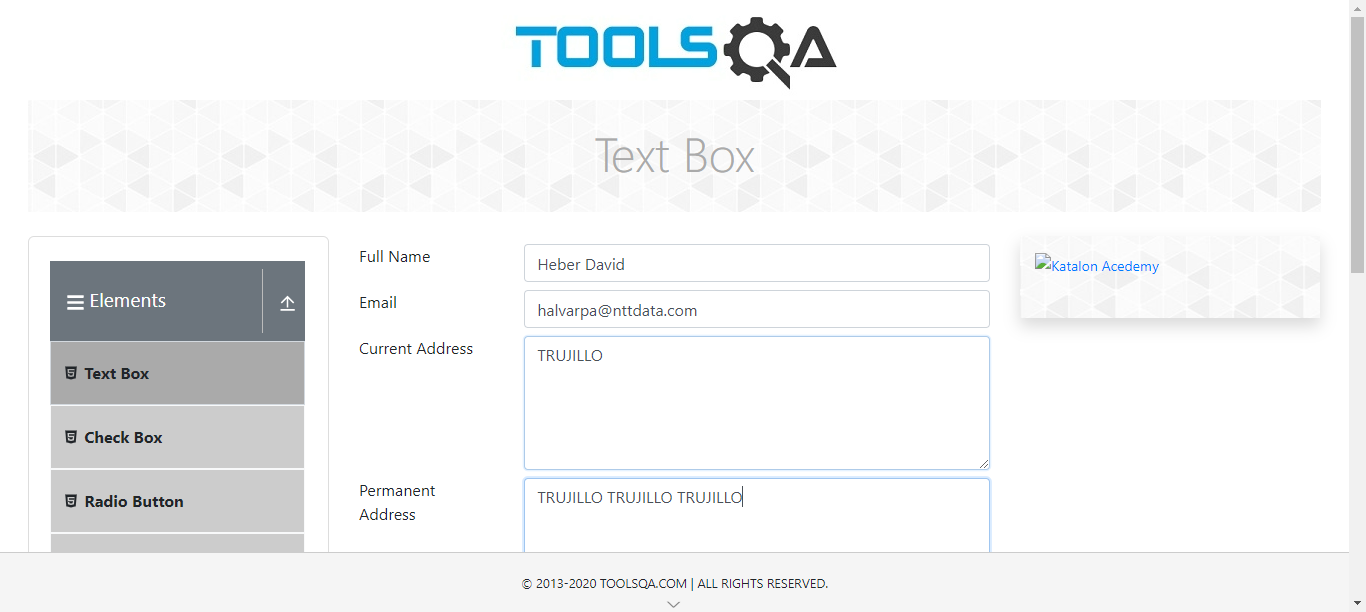 TOOLSQA
Text Box
Elements
Text Box
Check Box
Radio Button
Full Name
Heber David
Email
halvarpa@nttdata.com
Current Address
TRUJILLO
Permanent
Address
TRUJILLO TRUJILLO TRUJILLO
Katalon Acedemy
© 2013-2020 TOOLSQA.COM | ALL RIGHTS RESERVED.